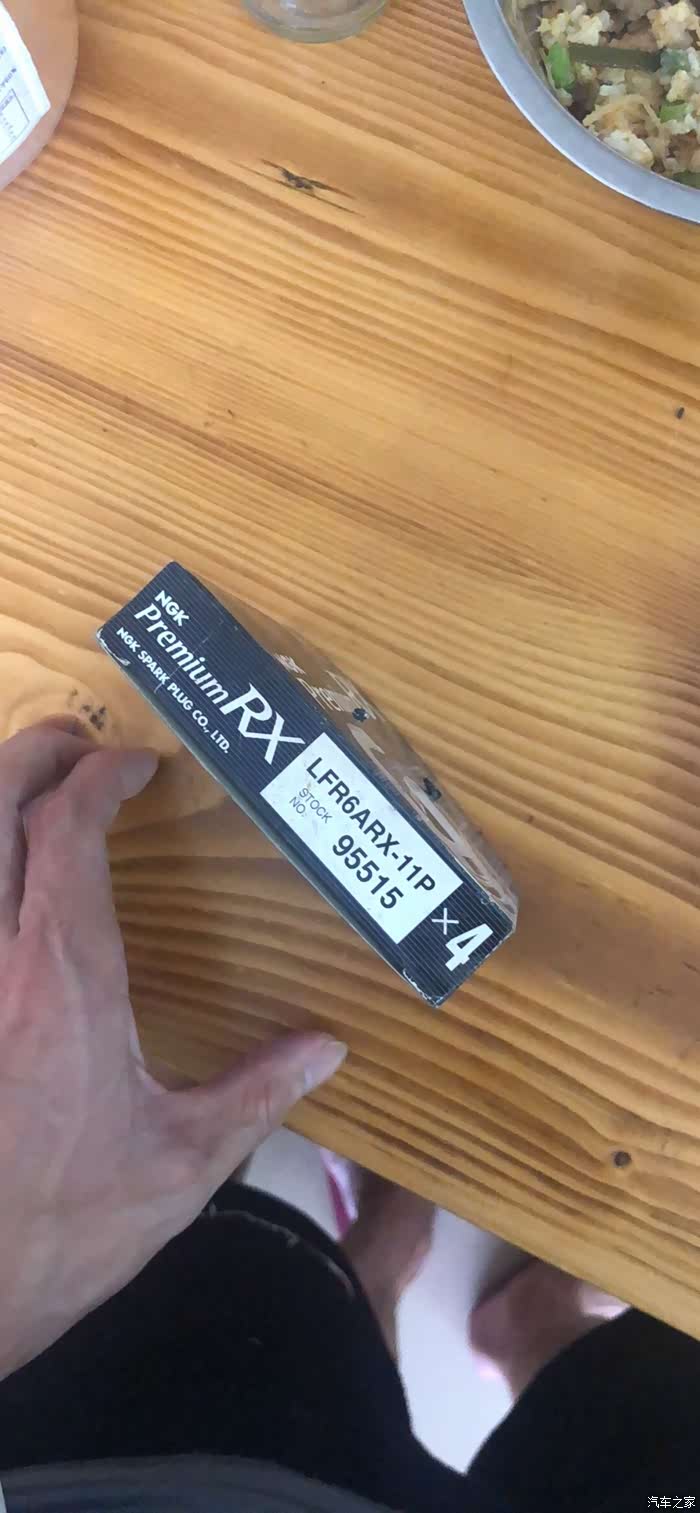 NGK
Premium RX
NGK SPARK PLUG CO., LTD.
LFR6ARX-11P
STOCK NO.
95515
×4
汽车之家